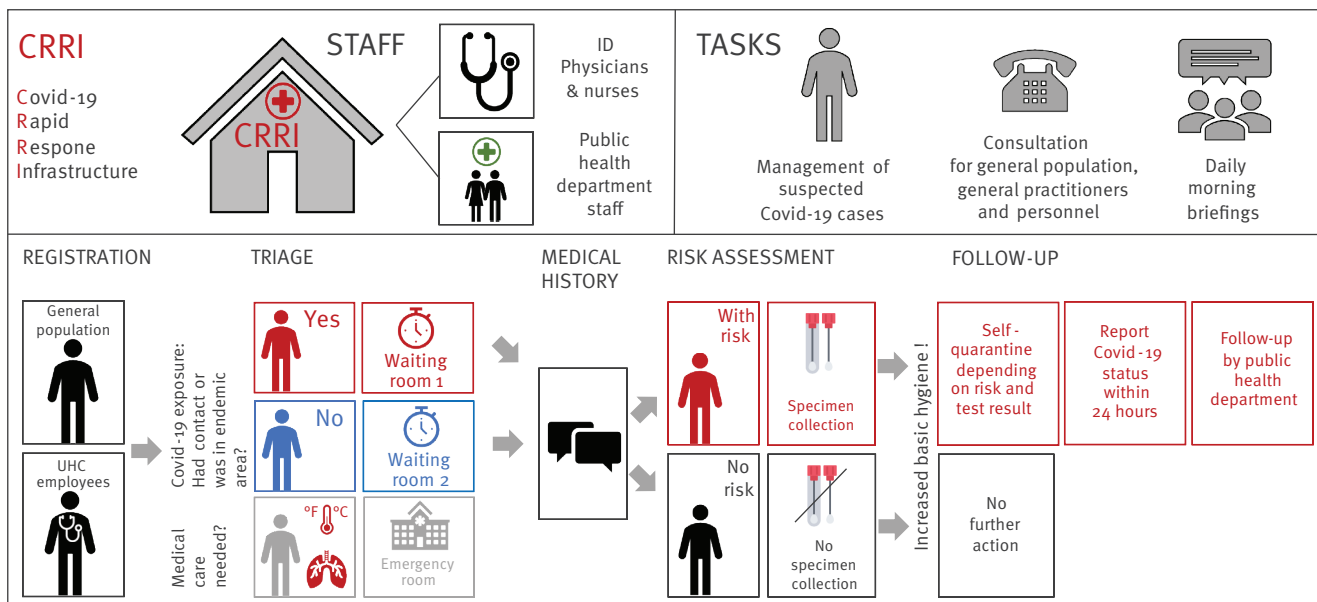 CRRI
Covid-19
Rapid
Respone
Infrastructure
CRRI
STAFF
ID
Physicians
& nurses
Public
health
department
staff
TASKS
Management of
suspected
Covid-19 cases
Consultation
for general population,
general practitioners
and personnel
Daily
morning
briefings
REGISTRATION
General
population
UHC
employees
Covid-19 exposure:
Had contact or
was in endemic
area?
Medical
care
needed?
TRIAGE
Yes
Waiting
room 1
No
Waiting
room 2
°F °C
Emergency
room
MEDICAL
HISTORY
RISK ASSESSMENT
With
risk
Specimen
collection
No
risk
No
specimen
collection
Increased basic hygiene !
FOLLOW-UP
Self-
quarantine
depending
on risk and
test result
Report
Covid-19
status
within
24 hours
Follow-up
by public
health
department
No
further
action